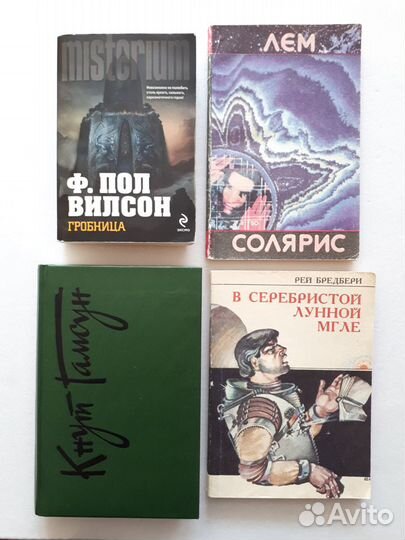 misterium
Ф. ПОЛ
ВИЛСОН
ГРОБНИЦА
ЭКСМО
ЛЕМ
СОЛЯРИС
Кнут Гамсун
РЕЙ БРЕДБЕРИ
В СЕРЕБРИСТОЙ
ЛУННОЙ
МГЛЕ
Avito